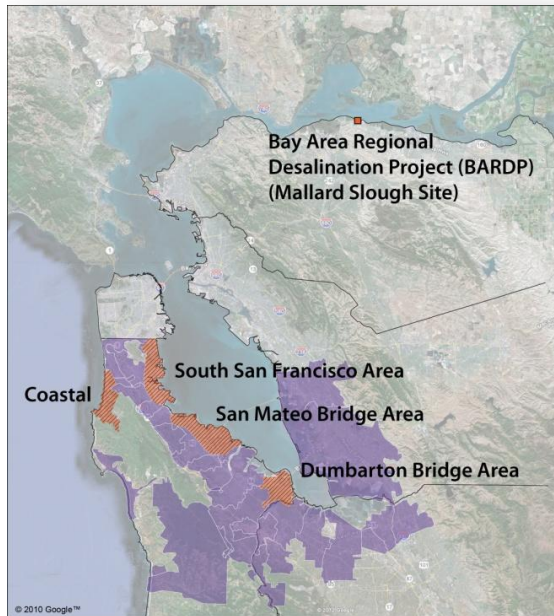 Bay Area Regional
Desalination Project (BARDP)
(Mallard Slough Site)
South San Francisco Area
Coastal
San Mateo Bridge Area
Dumbarton Bridge Area
© 2010 Google™